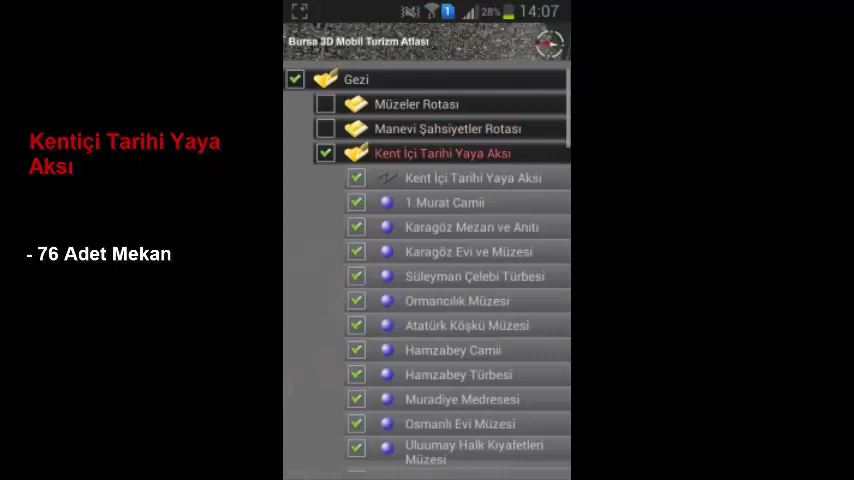 1
28%
14:07
Bursa 3D Mobil Turizm Atlası
Gezi
Müzeler Rotası
Manevi Şahsiyetler Rotası
Kentiçi Tarihi Yaya
Aksı
Kent İçi Tarihi Yaya Aksı
Kent İçi Tarihi Yaya Aksı
1.Murat Camii
Karagöz Mezarı ve Anıtı
- 76 Adet Mekan
Karagöz Evi ve Müzesi
Süleyman Çelebi Türbesi
Ormancılık Müzesi
Atatürk Köşkü Müzesi
Hamzabey Camii
Hamzabey Türbesi
Muradiye Medresesi
Osmanlı Evi Müzesi
Uluumay Halk Kıyafetleri
Müzesi